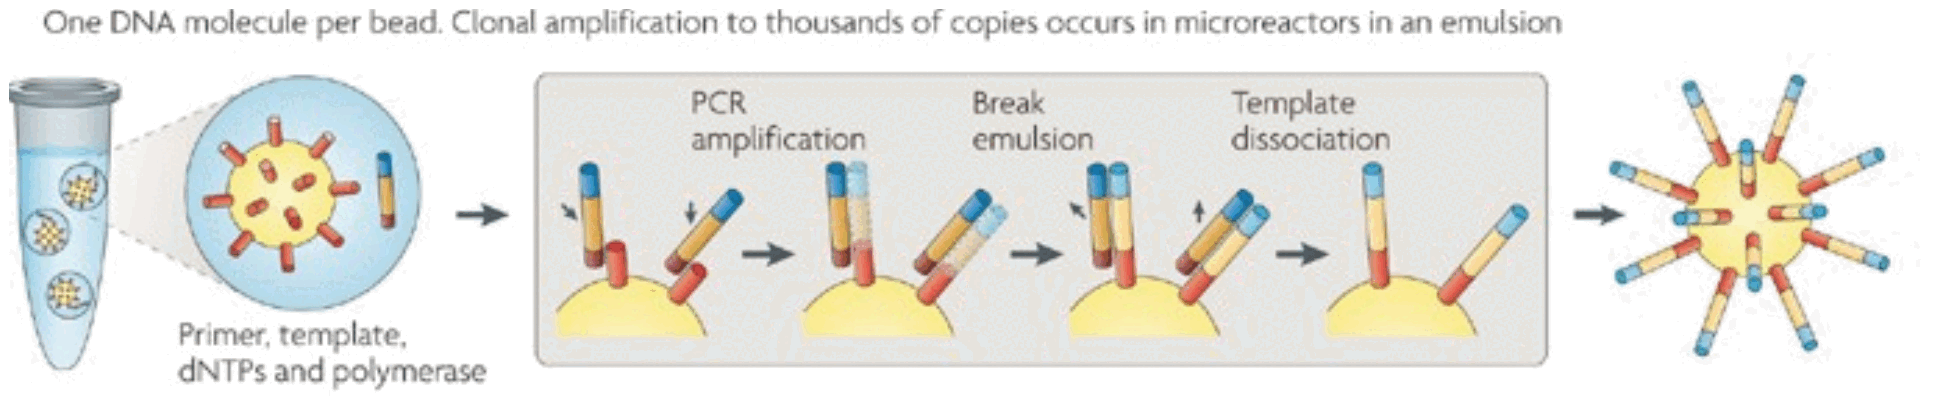 One DNA molecule per bead. Clonal amplification to thousands of copies occurs in microreactors in an emulsion
PCR
amplification
Break
emulsion
Template
dissociation
Primer, template,
dNTPs and polymerase